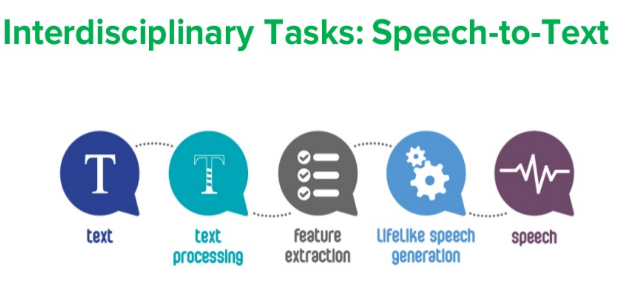 Interdisciplinary Tasks: Speech-to-Text
T
T
text
text
processing
feature
extraction
lifelike speech
generation
speech